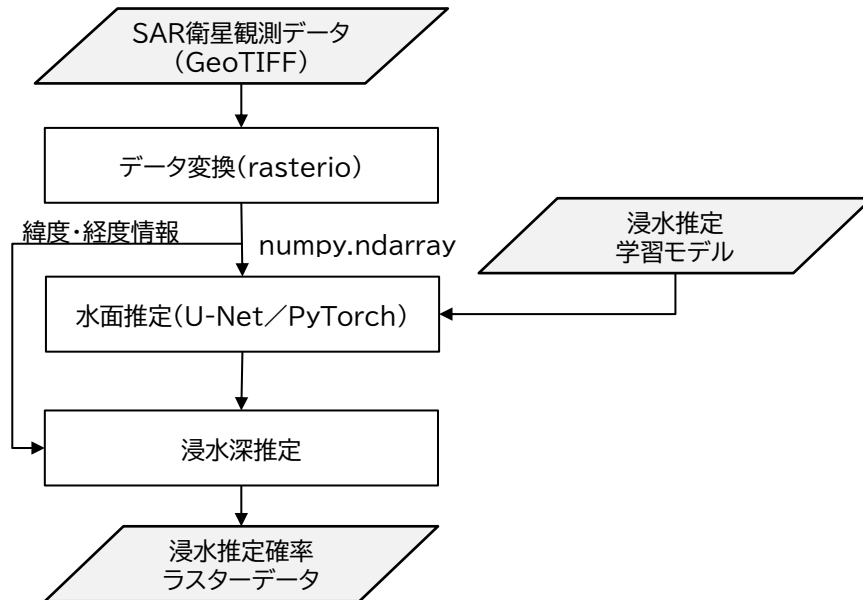 SAR衛星観測データ
(GeoTIFF)
データ変換(rasterio)
緯度・経度情報
numpy.ndarray
浸水推定
学習モデル
水面推定(U-Net／PyTorch)
浸水深推定
浸水推定確率
ラスターデータ